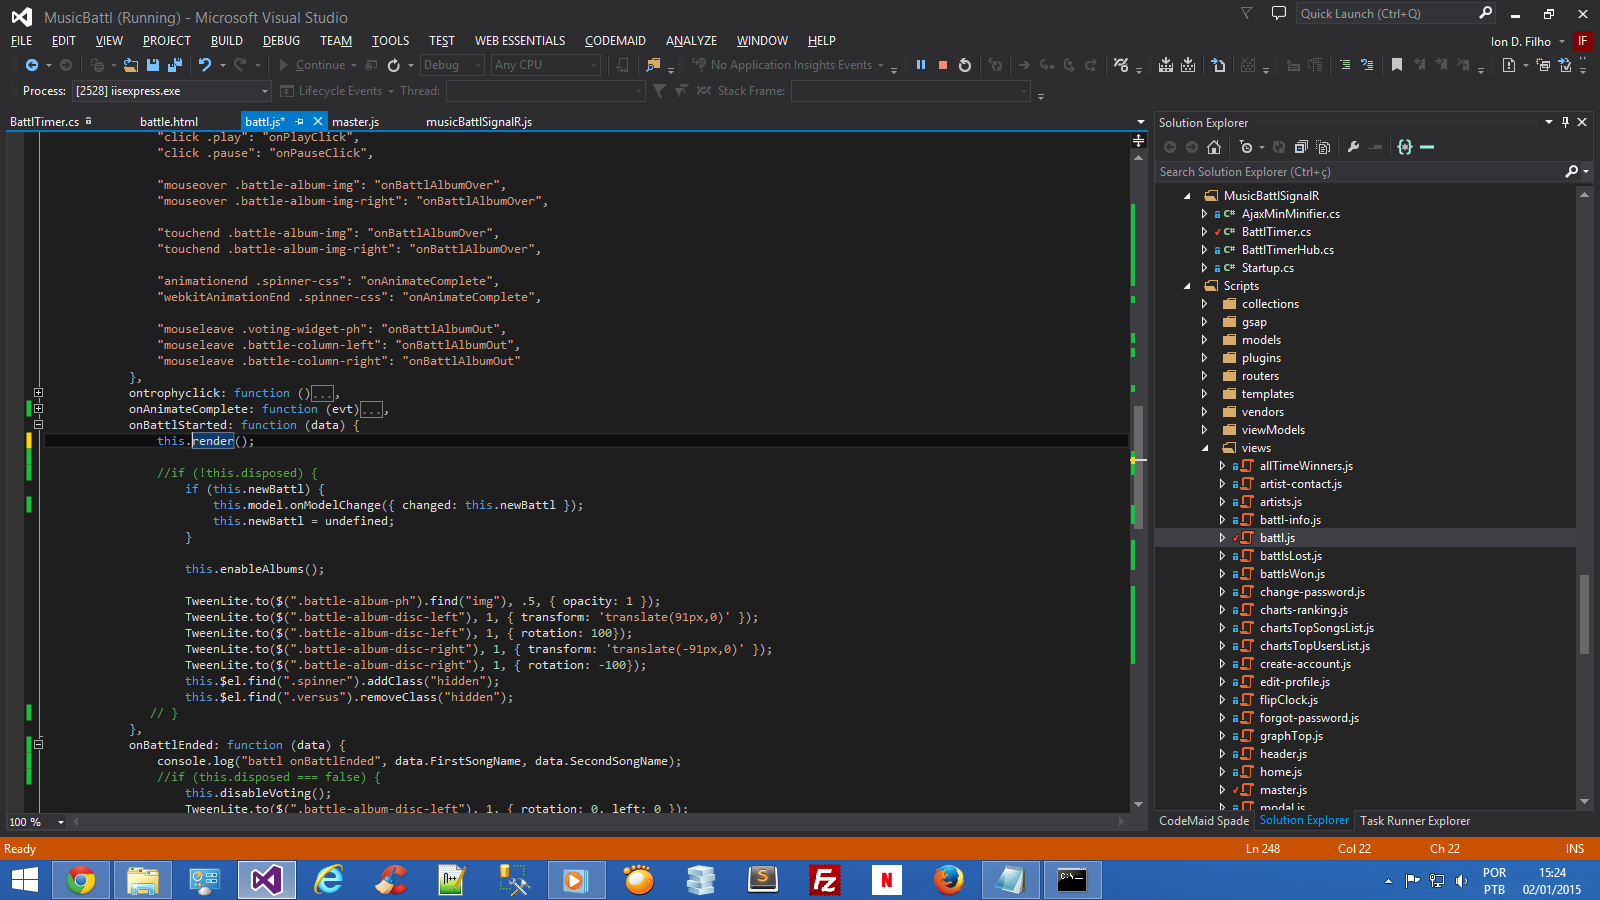 MusicBattl (Running) - Microsoft Visual Studio
Quick Launch (Ctrl+Q)
FILE EDIT VIEW PROJECT BUILD DEBUG TEAM TOOLS TEST WEB ESSENTIALS CODEMAID ANALYZE WINDOW HELP
Ion D. Filho IF
Continue Debug Any CPU No Application Insights Events
Process: [2528] iisexpress.exe Lifecycle Events Thread: Stack Frame:
BattlTimer.cs battle.html battl.js* master.js musicBattlSignalR.js
"click .play": "onPlayClick",
"click .pause": "onPauseClick",
"mouseover .battle-album-img": "onBattlAlbumOver",
"mouseover .battle-album-img-right": "onBattlAlbumOver",
"touchend .battle-album-img": "onBattlAlbumOver",
"touchend .battle-album-img-right": "onBattlAlbumOver",
"animationend .spinner-css": "onAnimateComplete",
"webkitAnimationEnd .spinner-css": "onAnimateComplete",
"mouseleave .voting-widget-ph": "onBattlAlbumOut",
"mouseleave .battle-column-left": "onBattlAlbumOut",
"mouseleave .battle-column-right": "onBattlAlbumOut"
},
ontrophyclick: function ()...,
onAnimateComplete: function (evt)...,
onBattlStarted: function (data) {
this.render();
//if (!this.disposed) {
if (this.newBattl) {
this.model.onModelChange({ changed: this.newBattl });
this.newBattl = undefined;
}
this.enableAlbums();
TweenLite.to($(".battle-album-ph").find("img"), .5, { opacity: 1 });
TweenLite.to($(".battle-album-disc-left"), 1, { transform: 'translate(91px,0)' });
TweenLite.to($(".battle-album-disc-left"), 1, { rotation: 100});
TweenLite.to($(".battle-album-disc-right"), 1, { transform: 'translate(-91px,0)' });
TweenLite.to($(".battle-album-disc-right"), 1, { rotation: -100});
this.$el.find(".spinner").addClass("hidden");
this.$el.find(".versus").removeClass("hidden");
// }
},
onBattlEnded: function (data) {
console.log("battl onBattlEnded", data.FirstSongName, data.SecondSongName);
//if (this.disposed === false) {
this.disableVoting();
TweenLite.to($(".battle-album-disc-left"), 1, { rotation: 0, left: 0 });
100 %
Solution Explorer
Search Solution Explorer (Ctrl+ç)
MusicBattlSignalR
C# AjaxMinMinifier.cs
C# BattlTimer.cs
C# BattlTimerHub.cs
C# Startup.cs
Scripts
collections
gsap
models
plugins
routers
templates
vendors
viewModels
views
allTimeWinners.js
artist-contact.js
artists.js
battl-info.js
battl.js
battlsLost.js
battlsWon.js
change-password.js
charts-ranking.js
chartsTopSongsList.js
chartsTopUsersList.js
create-account.js
edit-profile.js
flipClock.js
forgot-password.js
graphTop.js
header.js
home.js
master.js
modal.js
CodeMaid Spade Solution Explorer Task Runner Explorer
Ready Ln 248 Col 22 Ch 22 INS
POR
PTB
15:24
02/01/2015